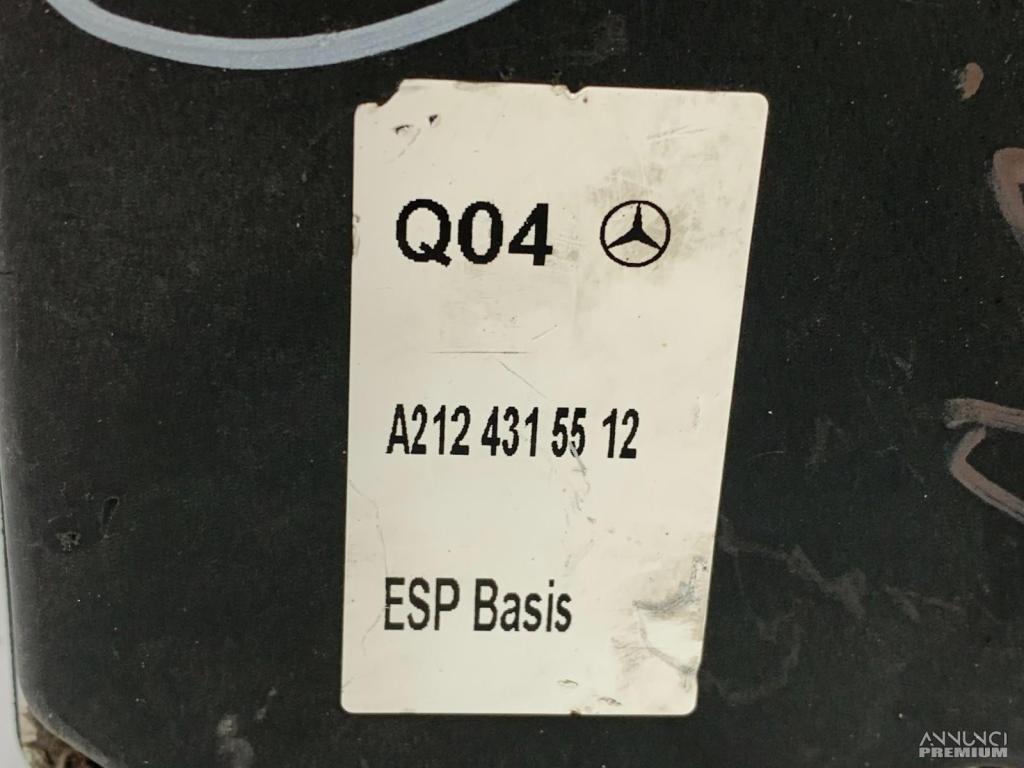 Q04
A212 431 55 12
ESP Basis
ANNUNCI
PREMIUM